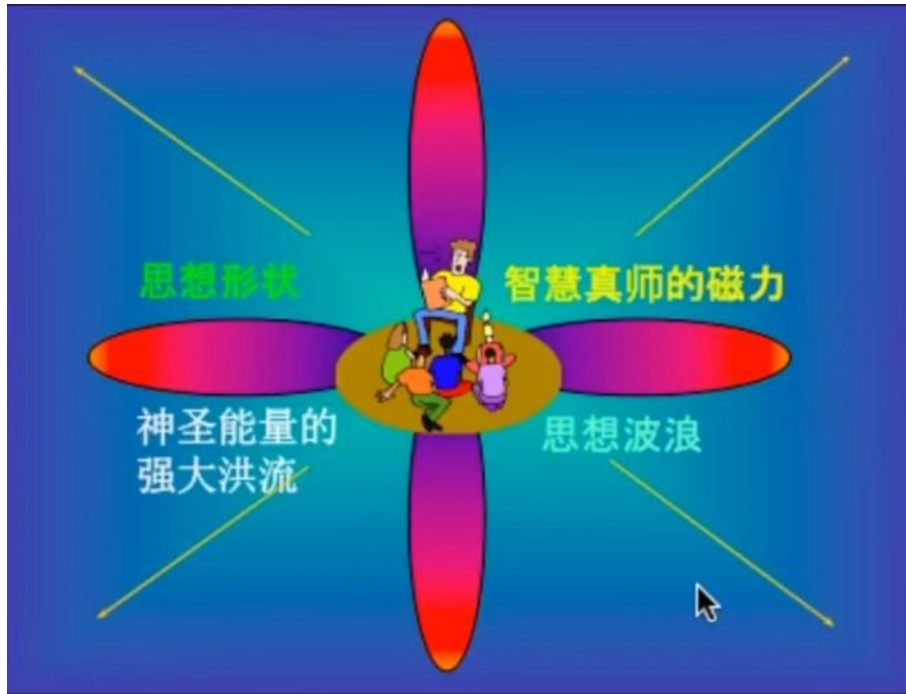 思想形状
智慧真师的磁力
神圣能量的
强大洪流
思想波浪